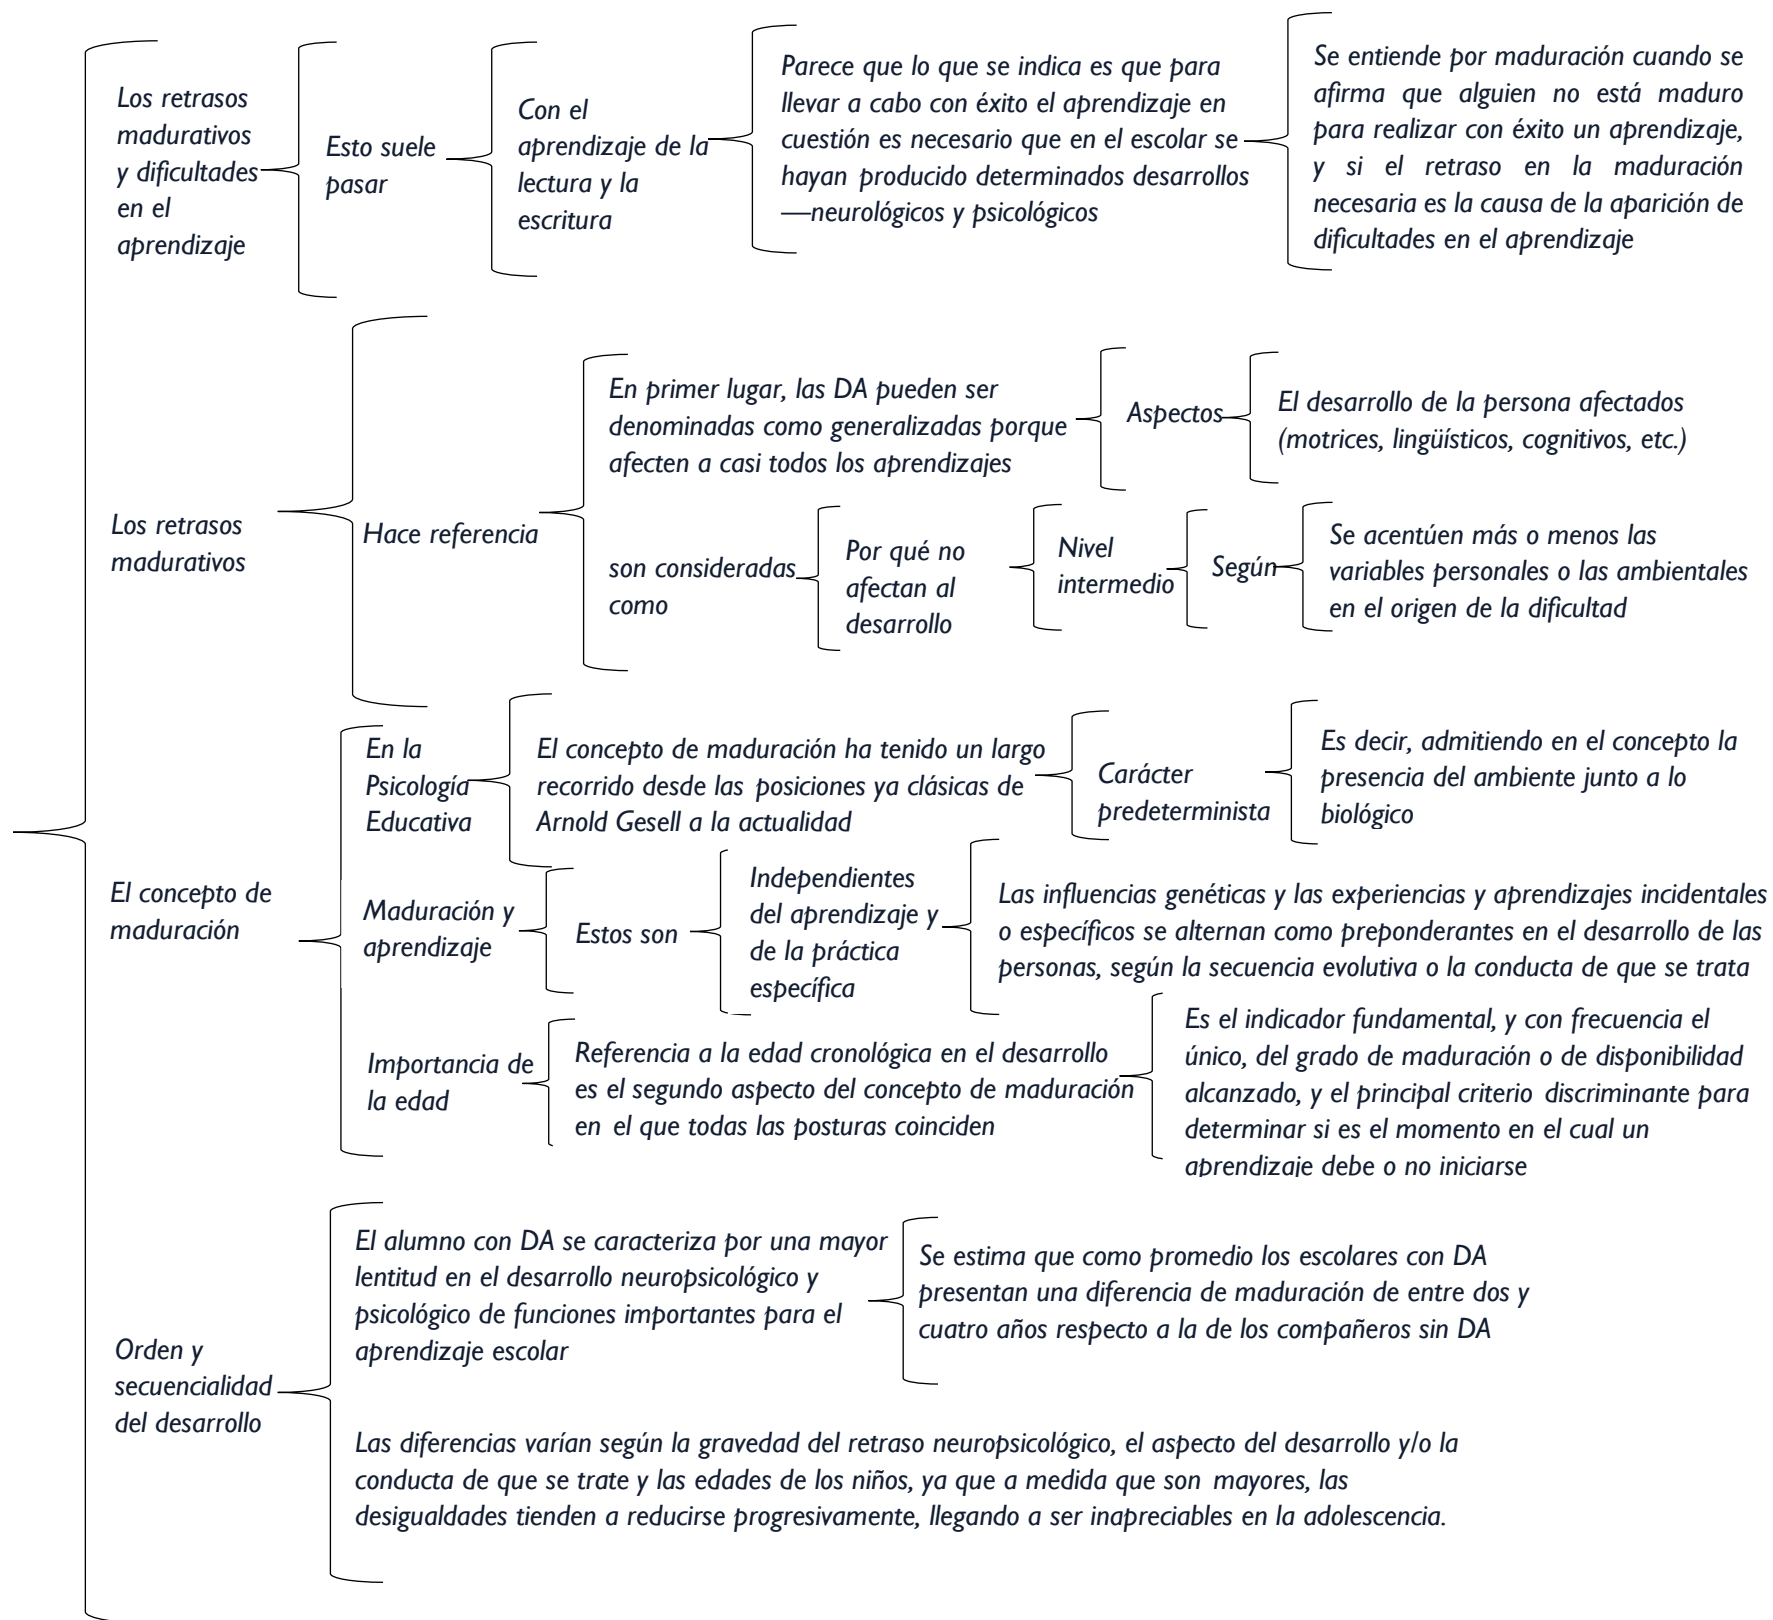 Los retrasos
madurativos
y dificultades
en el
aprendizaje
Esto suele
pasar
Con el
aprendizaje de la
lectura y la
escritura
Parece que lo que se indica es que para
llevar a cabo con éxito el aprendizaje en
cuestión es necesario que en el escolar se
hayan producido determinados desarrollos
—neurológicos y psicológicos
Se entiende por maduración cuando se
afirma que alguien no está maduro
para realizar con éxito un aprendizaje,
y si el retraso en la maduración
necesaria es la causa de la aparición de
dificultades en el aprendizaje
Los retrasos
madurativos
Hace referencia
En primer lugar, las DA pueden ser
denominadas como generalizadas porque
afecten a casi todos los aprendizajes
Aspectos
El desarrollo de la persona afectados
(motrices, lingüísticos, cognitivos, etc.)
son consideradas
como
Por qué no
afectan al
desarrollo
Nivel
intermedio
Según
Se acentúen más o menos las
variables personales o las ambientales
en el origen de la dificultad
El concepto de
maduración
En la
Psicología
Educativa
El concepto de maduración ha tenido un largo
recorrido desde las posiciones ya clásicas de
Arnold Gesell a la actualidad
Carácter
predeterminista
Es decir, admitiendo en el concepto la
presencia del ambiente junto a lo
biológico
Maduración y
aprendizaje
Estos son
Independientes
del aprendizaje y
de la práctica
específica
Las influencias genéticas y las experiencias y aprendizajes incidentales
o específicos se alternan como preponderantes en el desarrollo de las
personas, según la secuencia evolutiva o la conducta de que se trata
Importancia de
la edad
Referencia a la edad cronológica en el desarrollo
es el segundo aspecto del concepto de maduración
en el que todas las posturas coinciden
Es el indicador fundamental, y con frecuencia el
único, del grado de maduración o de disponibilidad
alcanzado, y el principal criterio discriminante para
determinar si es el momento en el cual un
aprendizaje debe o no iniciarse
Orden y
secuencialidad
del desarrollo
El alumno con DA se caracteriza por una mayor
lentitud en el desarrollo neuropsicológico y
psicológico de funciones importantes para el
aprendizaje escolar
Se estima que como promedio los escolares con DA
presentan una diferencia de maduración de entre dos y
cuatro años respecto a la de los compañeros sin DA
Las diferencias varían según la gravedad del retraso neuropsicológico, el aspecto del desarrollo y/o la
conducta de que se trate y las edades de los niños, ya que a medida que son mayores, las
desigualdades tienden a reducirse progresivamente, llegando a ser inapreciables en la adolescencia.